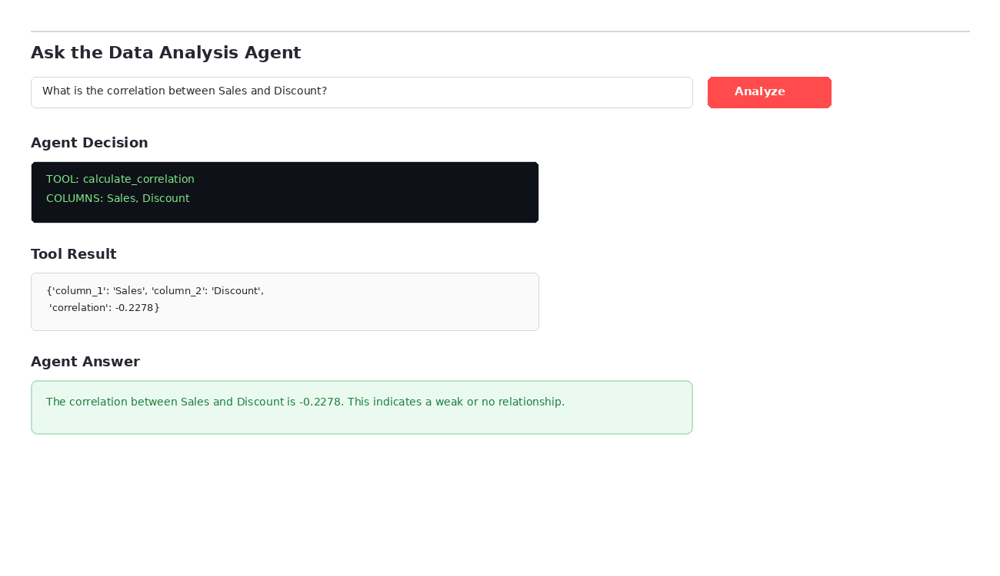 Ask the Data Analysis Agent
What is the correlation between Sales and Discount?
Analyze
Agent Decision
TOOL: calculate_correlation
COLUMNS: Sales, Discount
Tool Result
{'column_1': 'Sales', 'column_2': 'Discount',
'correlation': -0.2278}
Agent Answer
The correlation between Sales and Discount is -0.2278. This indicates a weak or no relationship.